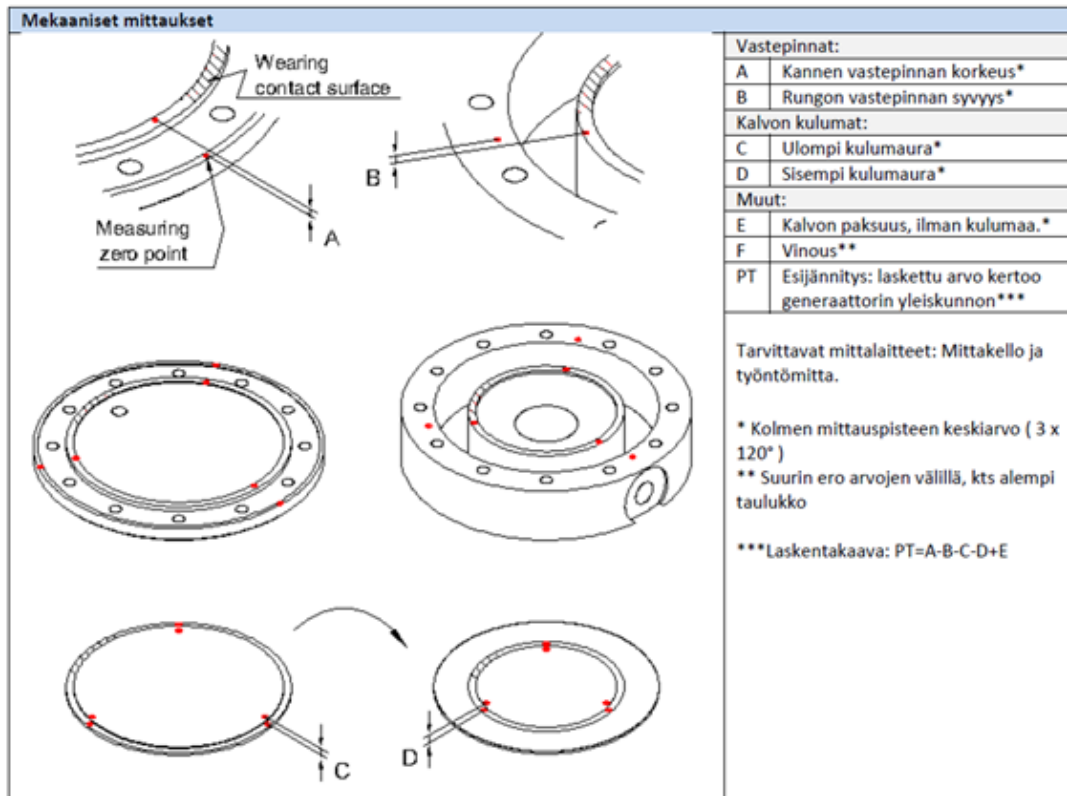 Mekaaniset mittaukset
Wearing
contact surface
Measuring
zero point
A
B
C
D
Vastepinnat:
A Kannen vastepinnan korkeus*
B Rungon vastepinnan syvyys*
Kalvon kulumat:
C Ulompi kulumaura*
D Sisempi kulumaura*
Muut:
E Kalvon paksuus, ilman kulumaa.*
F Vinous**
PT Esijännitys: laskettu arvo kertoo
generaattorin yleiskunnon***
Tarvittavat mittalaitteet: Mittakello ja
työntömitta.
* Kolmen mittauspisteen keskiarvo ( 3 x
120° )
** Suurin ero arvojen välillä, kts alempi
taulukko
***Laskentakaava: PT=A-B-C-D+E